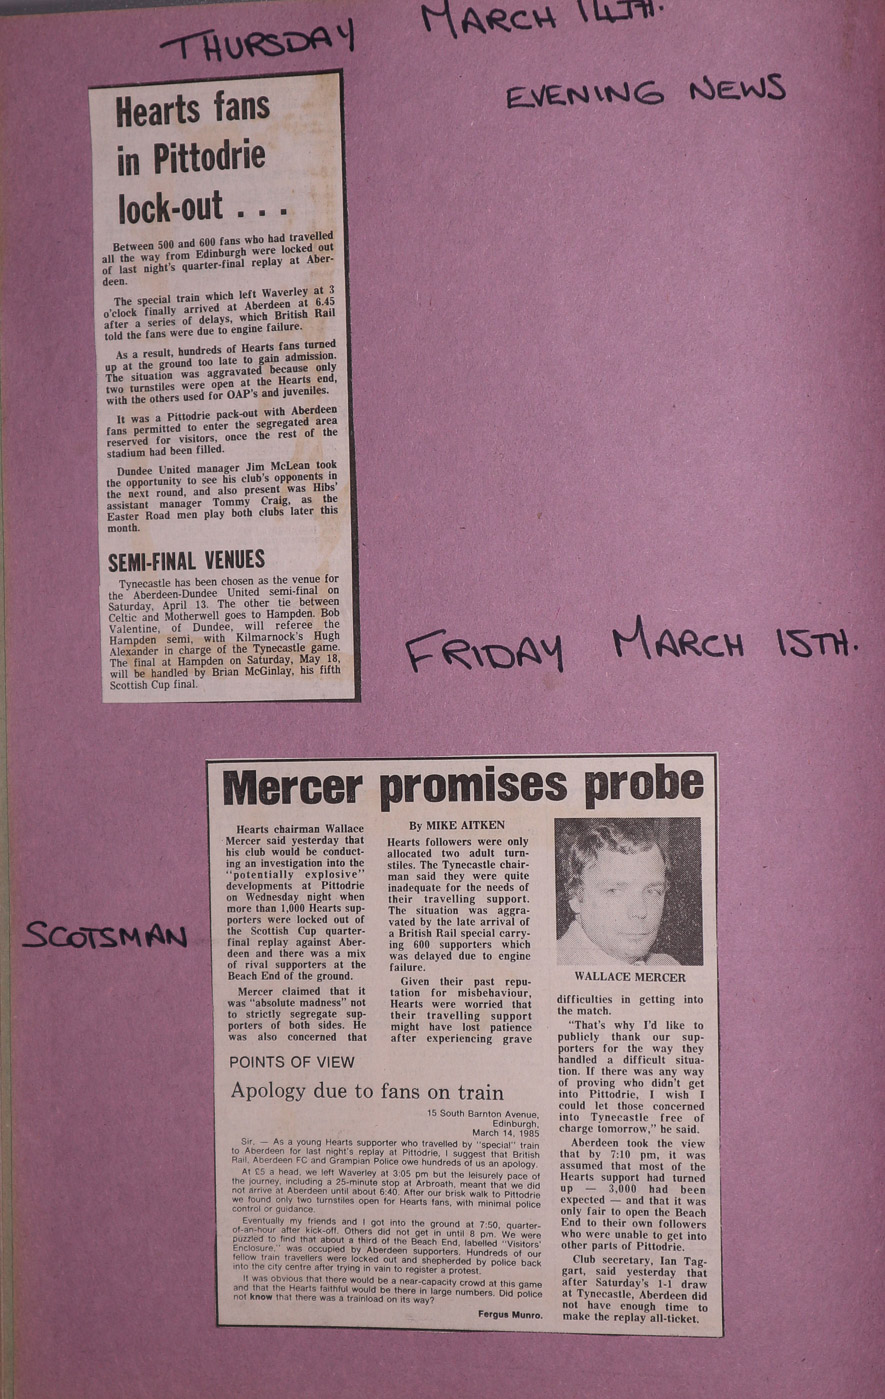 THURSDAY MARCH 14TH.
EVENING NEWS
Hearts fans
in Pittodrie
lock-out . . .
Between 500 and 600 fans who had travelled
all the way from Edinburgh were locked out
of last night's quarter-final replay at Aber-
deen.
The special train which left Waverley at 3
o'clock finally arrived at Aberdeen at 6.45
after a series of delays, which British Rail
told the fans were due to engine failure.
As a result, hundreds of Hearts fans turned
up at the ground too late to gain admission.
The situation was aggravated because only
two turnstiles were open at the Hearts end,
with the others used for OAP's and juveniles.
It was a Pittodrie pack-out with Aberdeen
fans permitted to enter the segregated area
reserved for visitors, once the rest of the
stadium had been filled.
Dundee United manager Jim McLean took
the opportunity to see his club's opponents in
the next round, and also present was Hibs'
assistant manager Tommy Craig, as the
Easter Road men play both clubs later this
month.
SEMI-FINAL VENUES
Tynecastle has been chosen as the venue for
the Aberdeen-Dundee United semi-final on
Saturday, April 13. The other tie between
Celtic and Motherwell goes to Hampden. Bob
Valentine, of Dundee, will referee the
Hampden semi, with Kilmarnock's Hugh
Alexander in charge of the Tynecastle game.
The final at Hampden on Saturday, May 18,
will be handled by Brian McGinlay, his fifth
Scottish Cup final.
FRIDAY MARCH 15TH.
SCOTSMAN
Mercer promises probe
Hearts chairman Wallace
Mercer said yesterday that
his club would be conduct-
ing an investigation into the
"potentially explosive"
developments at Pittodrie
on Wednesday night when
more than 1,000 Hearts sup-
porters were locked out of
the Scottish Cup quarter-
final replay against Aber-
deen and there was a mix
of rival supporters at the
Beach End of the ground.
Mercer claimed that it
was "absolute madness" not
to strictly segregate sup-
porters of both sides. He
was also concerned that
By MIKE AITKEN
Hearts followers were only
allocated two adult turn-
stiles. The Tynecastle chair-
man said they were quite
inadequate for the needs of
their travelling support.
The situation was aggra-
vated by the late arrival of
a British Rail special carry-
ing 600 supporters which
was delayed due to engine
failure.
Given their past repu-
tation for misbehaviour,
Hearts were worried that
their travelling support
might have lost patience
after experiencing grave
WALLACE MERCER
difficulties in getting into
the match.
"That's why I'd like to
publicly thank our sup-
porters for the way they
handled a difficult situa-
tion. If there was any way
of proving who didn't get
into Pittodrie, I wish I
could let those concerned
into Tynecastle free of
charge tomorrow," he said.
Aberdeen took the view
that by 7:10 pm, it was
assumed that most of the
Hearts support had turned
up — 3,000 had been
expected — and that it was
only fair to open the Beach
End to their own followers
who were unable to get into
other parts of Pittodrie.
Club secretary, Ian Tag-
gart, said yesterday that
after Saturday's 1-1 draw
at Tynecastle, Aberdeen did
not have enough time to
make the replay all-ticket.
POINTS OF VIEW
Apology due to fans on train
15 South Barnton Avenue,
Edinburgh,
March 14, 1985
Sir. — As a young Hearts supporter who travelled by "special" train
to Aberdeen for last night's replay at Pittodrie, I suggest that British
Rail, Aberdeen FC and Grampian Police owe hundreds of us an apology.
At £5 a head, we left Waverley at 3:05 pm but the leisurely pace of
the journey, including a 25-minute stop at Arbroath, meant that we did
not arrive at Aberdeen until about 6:40. After our brisk walk to Pittodrie
we found only two turnstiles open for Hearts fans, with minimal police
control or guidance.
Eventually my friends and I got into the ground at 7:50, quarter-
of-an-hour after kick-off. Others did not get in until 8 pm. We were
puzzled to find that about a third of the Beach End, labelled "Visitors'
Enclosure," was occupied by Aberdeen supporters. Hundreds of our
fellow train travellers were locked out and shepherded by police back
into the city centre after trying in vain to register a protest.
It was obvious that there would be a near-capacity crowd at this game
and that the Hearts faithful would be there in large numbers. Did police
not know that there was a trainload on its way?
Fergus Munro.